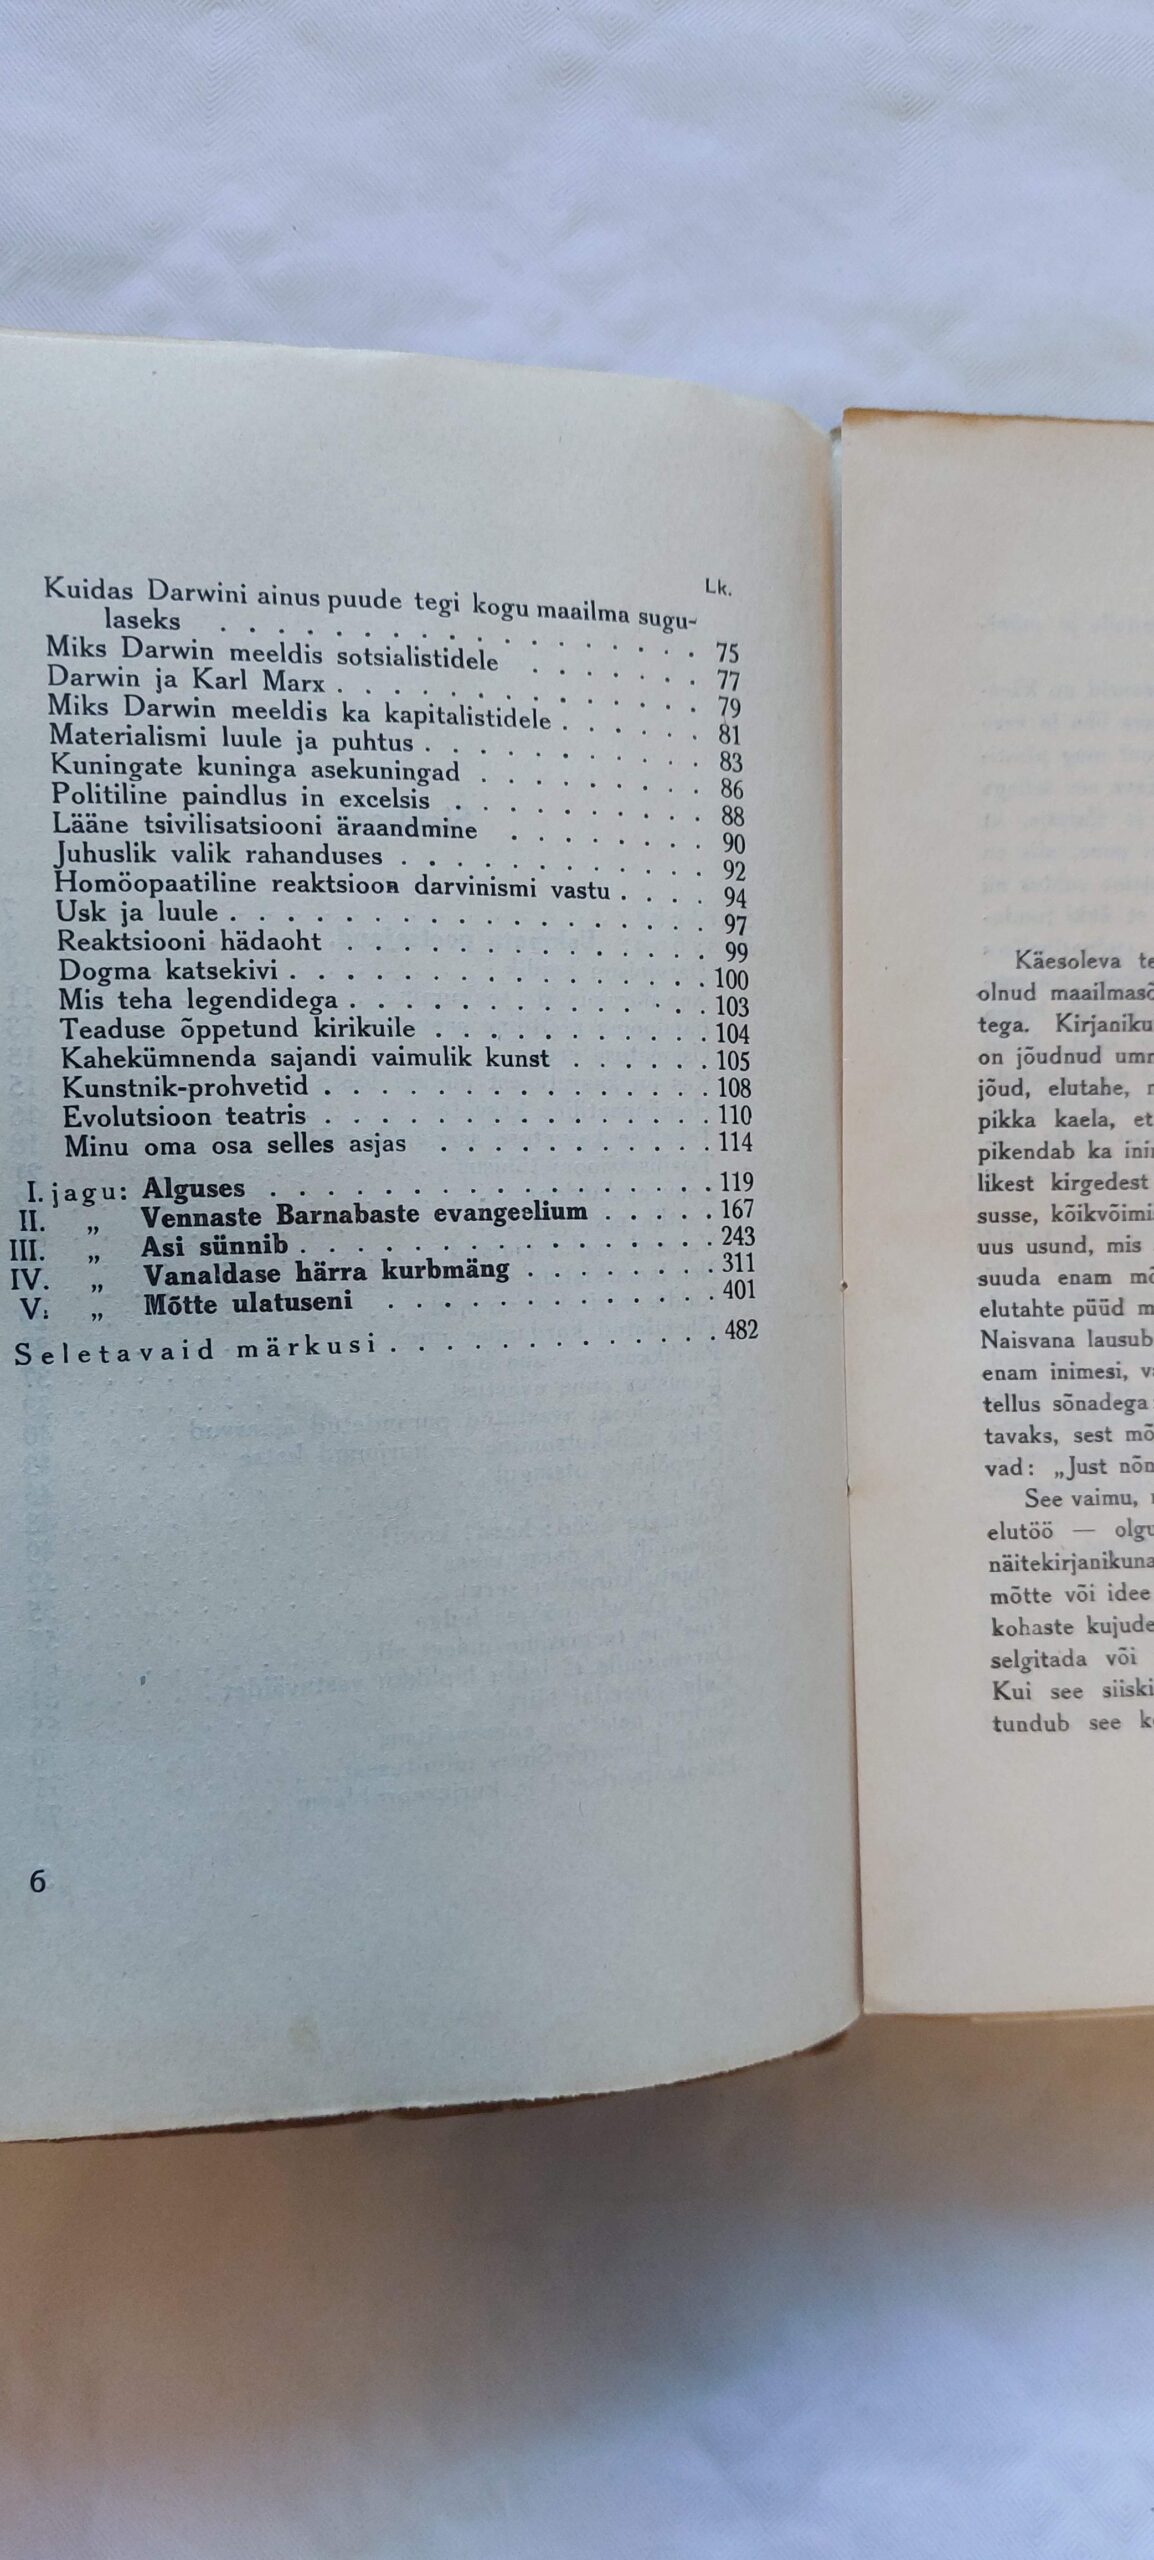 Lk.
Kuidas Darwini ainus puude tegi kogu maailma sugu-
laseks . . . . . . . . . . . . . . . . 75
Miks Darwin meeldis sotsialistidele . . . . . . 77
Darwin ja Karl Marx . . . . . . . . . . . . 79
Miks Darwin meeldis ka kapitalistidele . . . . . 81
Materialismi luule ja puhtus . . . . . . . . . 83
Kuningate kuninga asekuningad . . . . . . . . 86
Politiline paindlus in excelsis . . . . . . . . . 88
Lääne tsivilisatsiooni äraandmine . . . . . . . 90
Juhuslik valik rahanduses . . . . . . . . . . 92
Homöopaatiline reaktsioon darvinismi vastu . . . . 94
Usk ja luule . . . . . . . . . . . . . . . 97
Reaktsiooni hädaoht . . . . . . . . . . . . 99
Dogma katsekivi . . . . . . . . . . . . . 100
Mis teha legendidega . . . . . . . . . . . . 103
Teaduse õppetund kirikuile . . . . . . . . . 104
Kahekümnenda sajandi vaimulik kunst . . . . . . 105
Kunstnik-prohvetid . . . . . . . . . . . . . 108
Evolutsioon teatris . . . . . . . . . . . . . 110
Minu oma osa selles asjas . . . . . . . . . . 114
I. jagu: Alguses . . . . . . . . . . . . . . . 119
II. „ Vennaste Barnabaste evangeelium . . . . . 167
III. „ Asi sünnib . . . . . . . . . . . . . . 243
IV. „ Vanaldase härra kurbmäng . . . . . . . . 311
V. „ Mõtte ulatuseni . . . . . . . . . . . . 401
Seletavaid märkusi . . . . . . . . . . . . 482
6
Käesoleva
olnud
tega.
on jõudnud
jõud, elutahe,
pikka kaela, et
pikendab ka
likest kirgedest
susse,
uus usund, mis
suuda enam
elutahte püüd
Naisvana lausub
enam inimesi,
tellus sõnadega
tavaks, sest
vad: „Just
See vaimu,
elutöö — 
näitekirjanikuna
mõtte või idee
kohaste
selgitada või
Kui see
tundub see